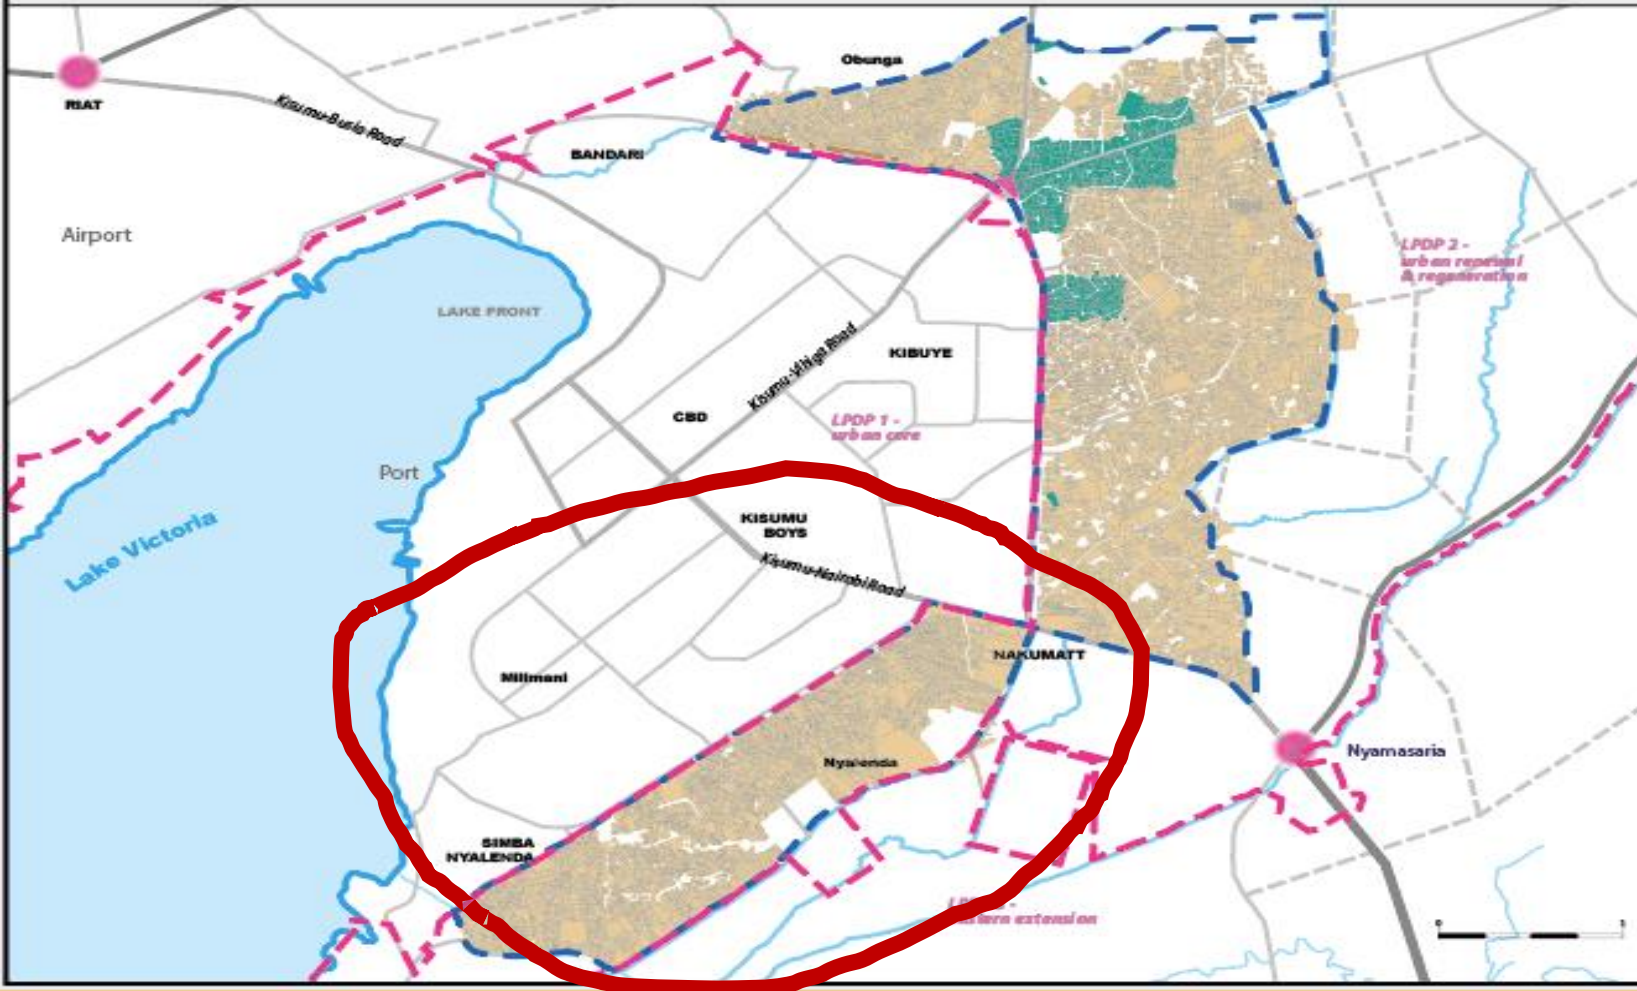 Obunga
RIAT
Kisumu-Busia Road
BANDARI
Airport
LPDP 2 -
urban renewal
& regeneration
LAKE FRONT
Kisumu-Vihiga Road
KIBUYE
CBD
LPDP 1 -
urban core
Port
Lake Victoria
KISUMU
BOYS
Kisumu-Nairobi Road
NAKUMATT
Milimani
Nyamasaria
Nyalenda
SIMBA
NYALENDA
extension
0